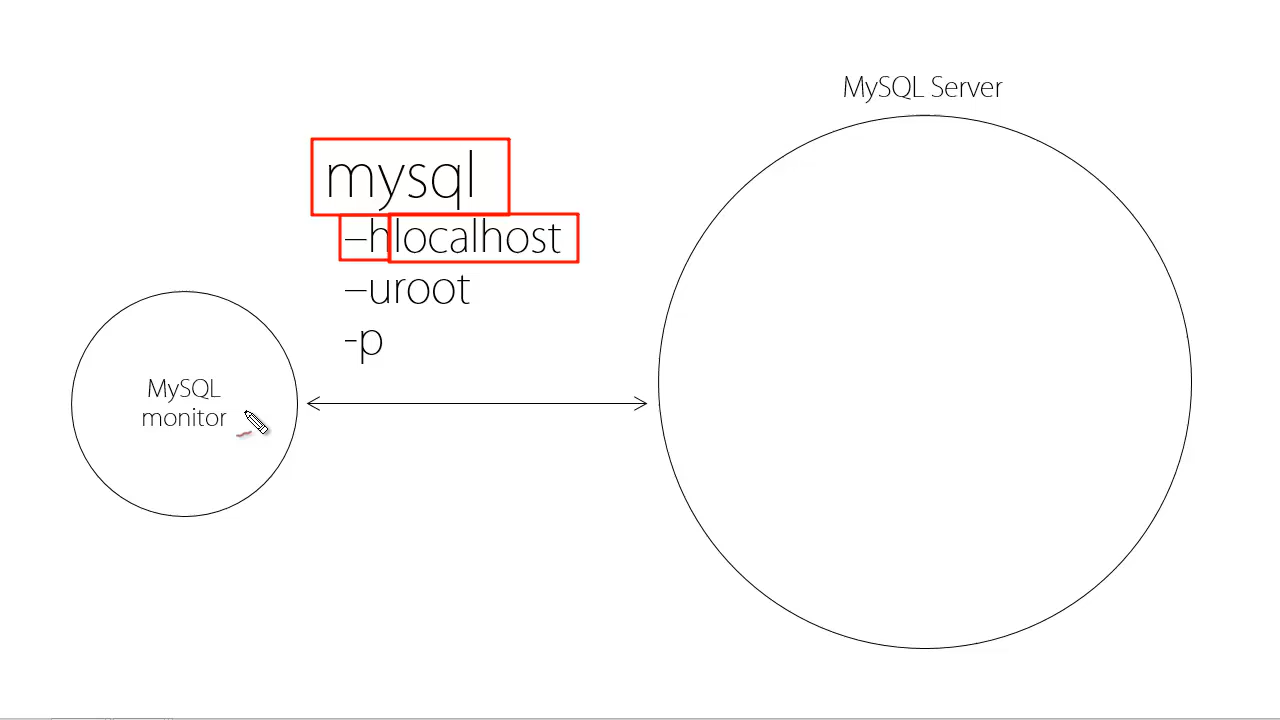 MySQL Server
mysql
–hlocalhost
–uroot
-p
MySQL
monitor